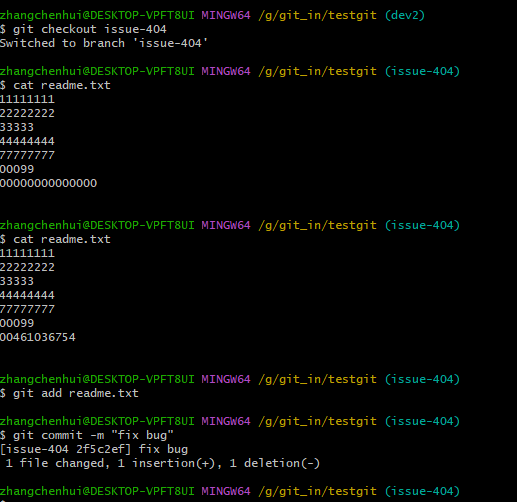 zhangchenhui@DESKTOP-VPFT8UI MINGW64 /g/git_in/testgit (dev2)
$ git checkout issue-404
Switched to branch 'issue-404'
zhangchenhui@DESKTOP-VPFT8UI MINGW64 /g/git_in/testgit (issue-404)
$ cat readme.txt
11111111
22222222
33333
44444444
77777777
00099
00000000000000
zhangchenhui@DESKTOP-VPFT8UI MINGW64 /g/git_in/testgit (issue-404)
$ cat readme.txt
11111111
22222222
33333
44444444
77777777
00099
00461036754
zhangchenhui@DESKTOP-VPFT8UI MINGW64 /g/git_in/testgit (issue-404)
$ git add readme.txt
zhangchenhui@DESKTOP-VPFT8UI MINGW64 /g/git_in/testgit (issue-404)
$ git commit -m "fix bug"
[issue-404 2f5c2ef] fix bug
 1 file changed, 1 insertion(+), 1 deletion(-)
zhangchenhui@DESKTOP-VPFT8UI MINGW64 /g/git_in/testgit (issue-404)